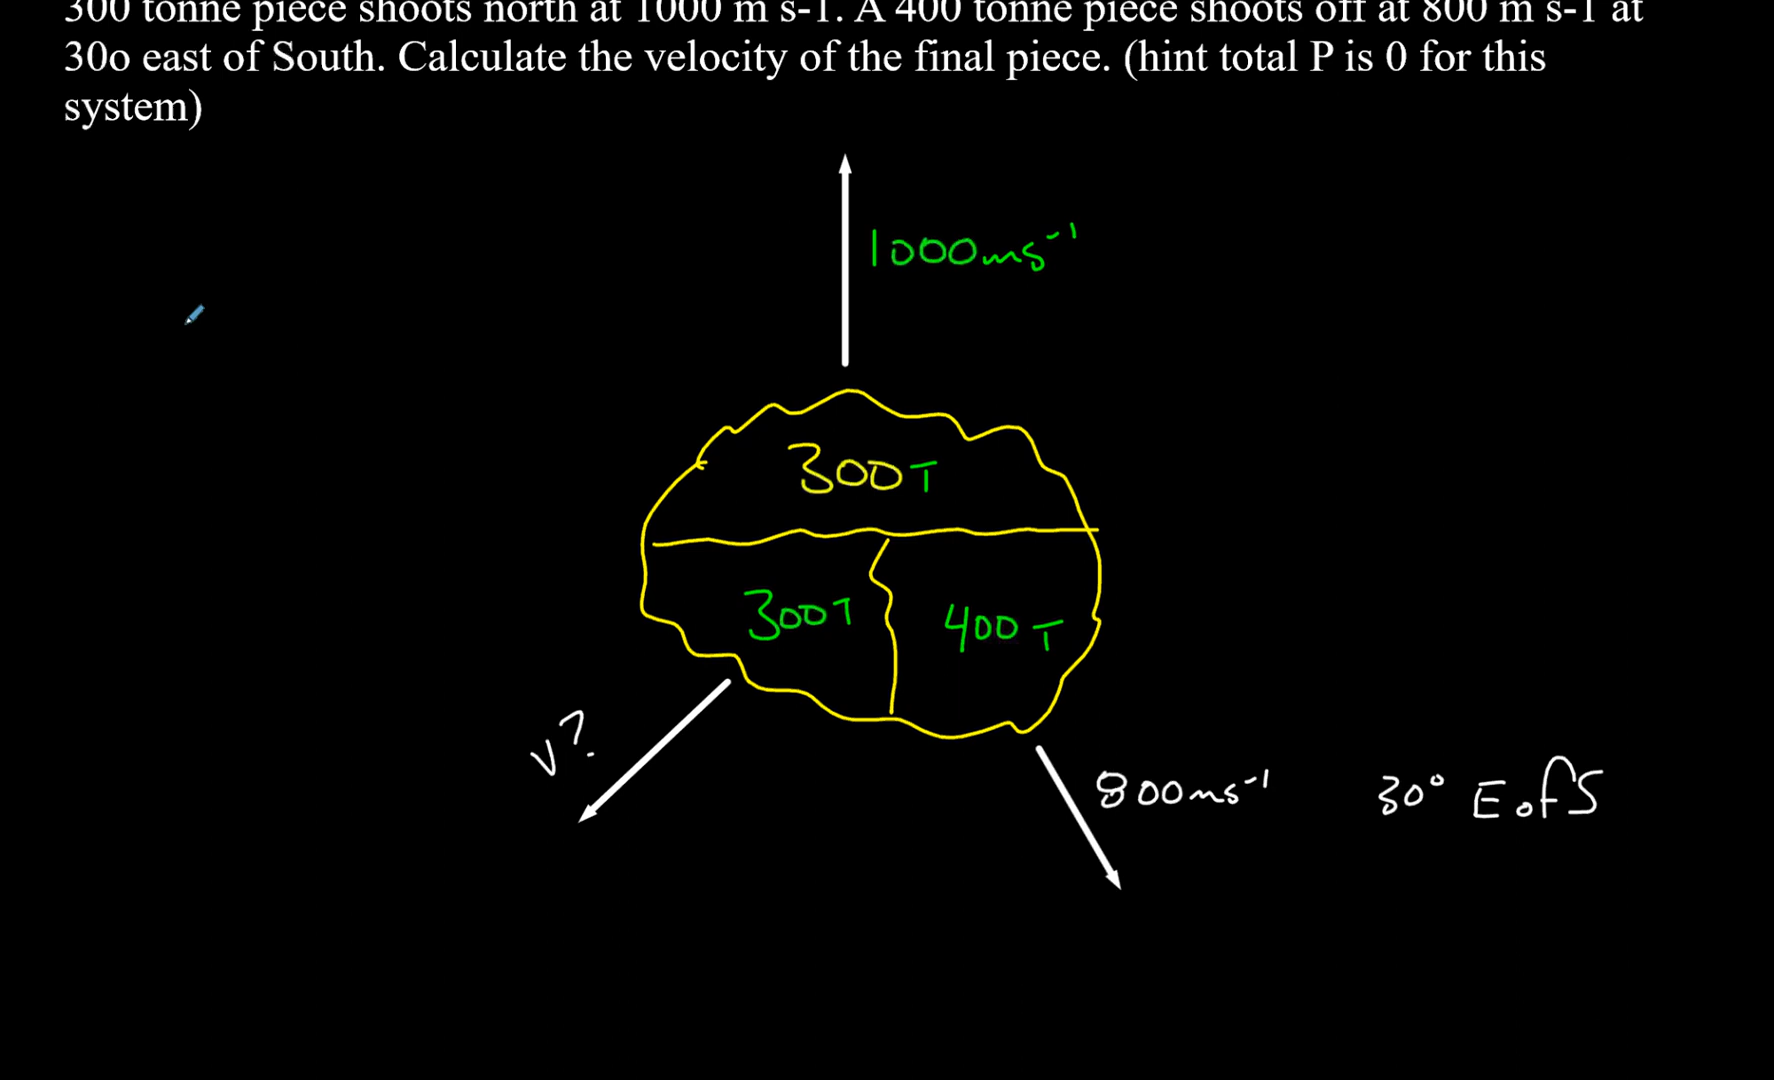 300 tonne piece shoots north at 1000 m s-1. A 400 tonne piece shoots off at 800 m s-1 at
30o east of South. Calculate the velocity of the final piece. (hint total P is 0 for this
system)
1000ms⁻¹
300T
300T
400T
v?
800ms⁻¹
30° E of S